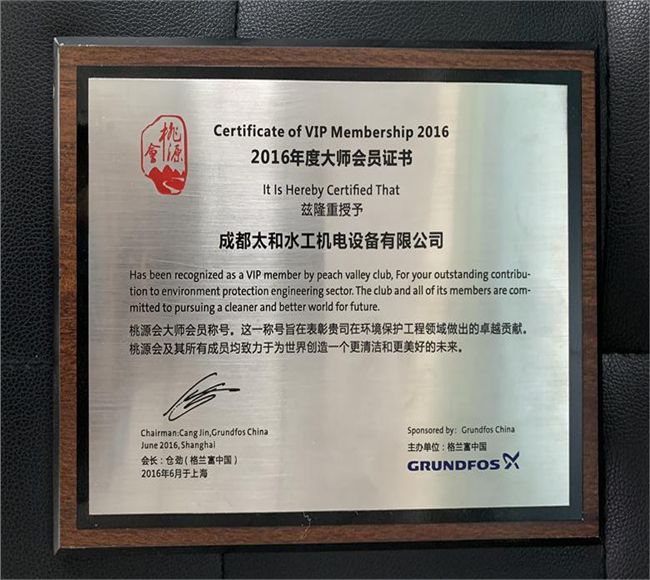 桃源會
Certificate of VIP Membership 2016
2016年度大师会员证书
It Is Hereby Certified That
兹隆重授予
成都太和水工机电设备有限公司
Has been recognized as a VIP member by peach valley club, For your outstanding contribu-
tion to environment protection engineering sector. The club and all of its members are com-
mitted to pursuing a cleaner and better world for future.
桃源会大师会员称号。这一称号旨在表彰贵司在环境保护工程领域做出的卓越贡献。
桃源会及其所有成员均致力于为世界创造一个更清洁和更美好的未来。
Chairman:Cang Jin,Grundfos China
June 2016,Shanghai
会长：仓劲（格兰富中国）
2016年6月于上海
Sponsored by: Grundfos China
主办单位：格兰富中国
GRUNDFOS